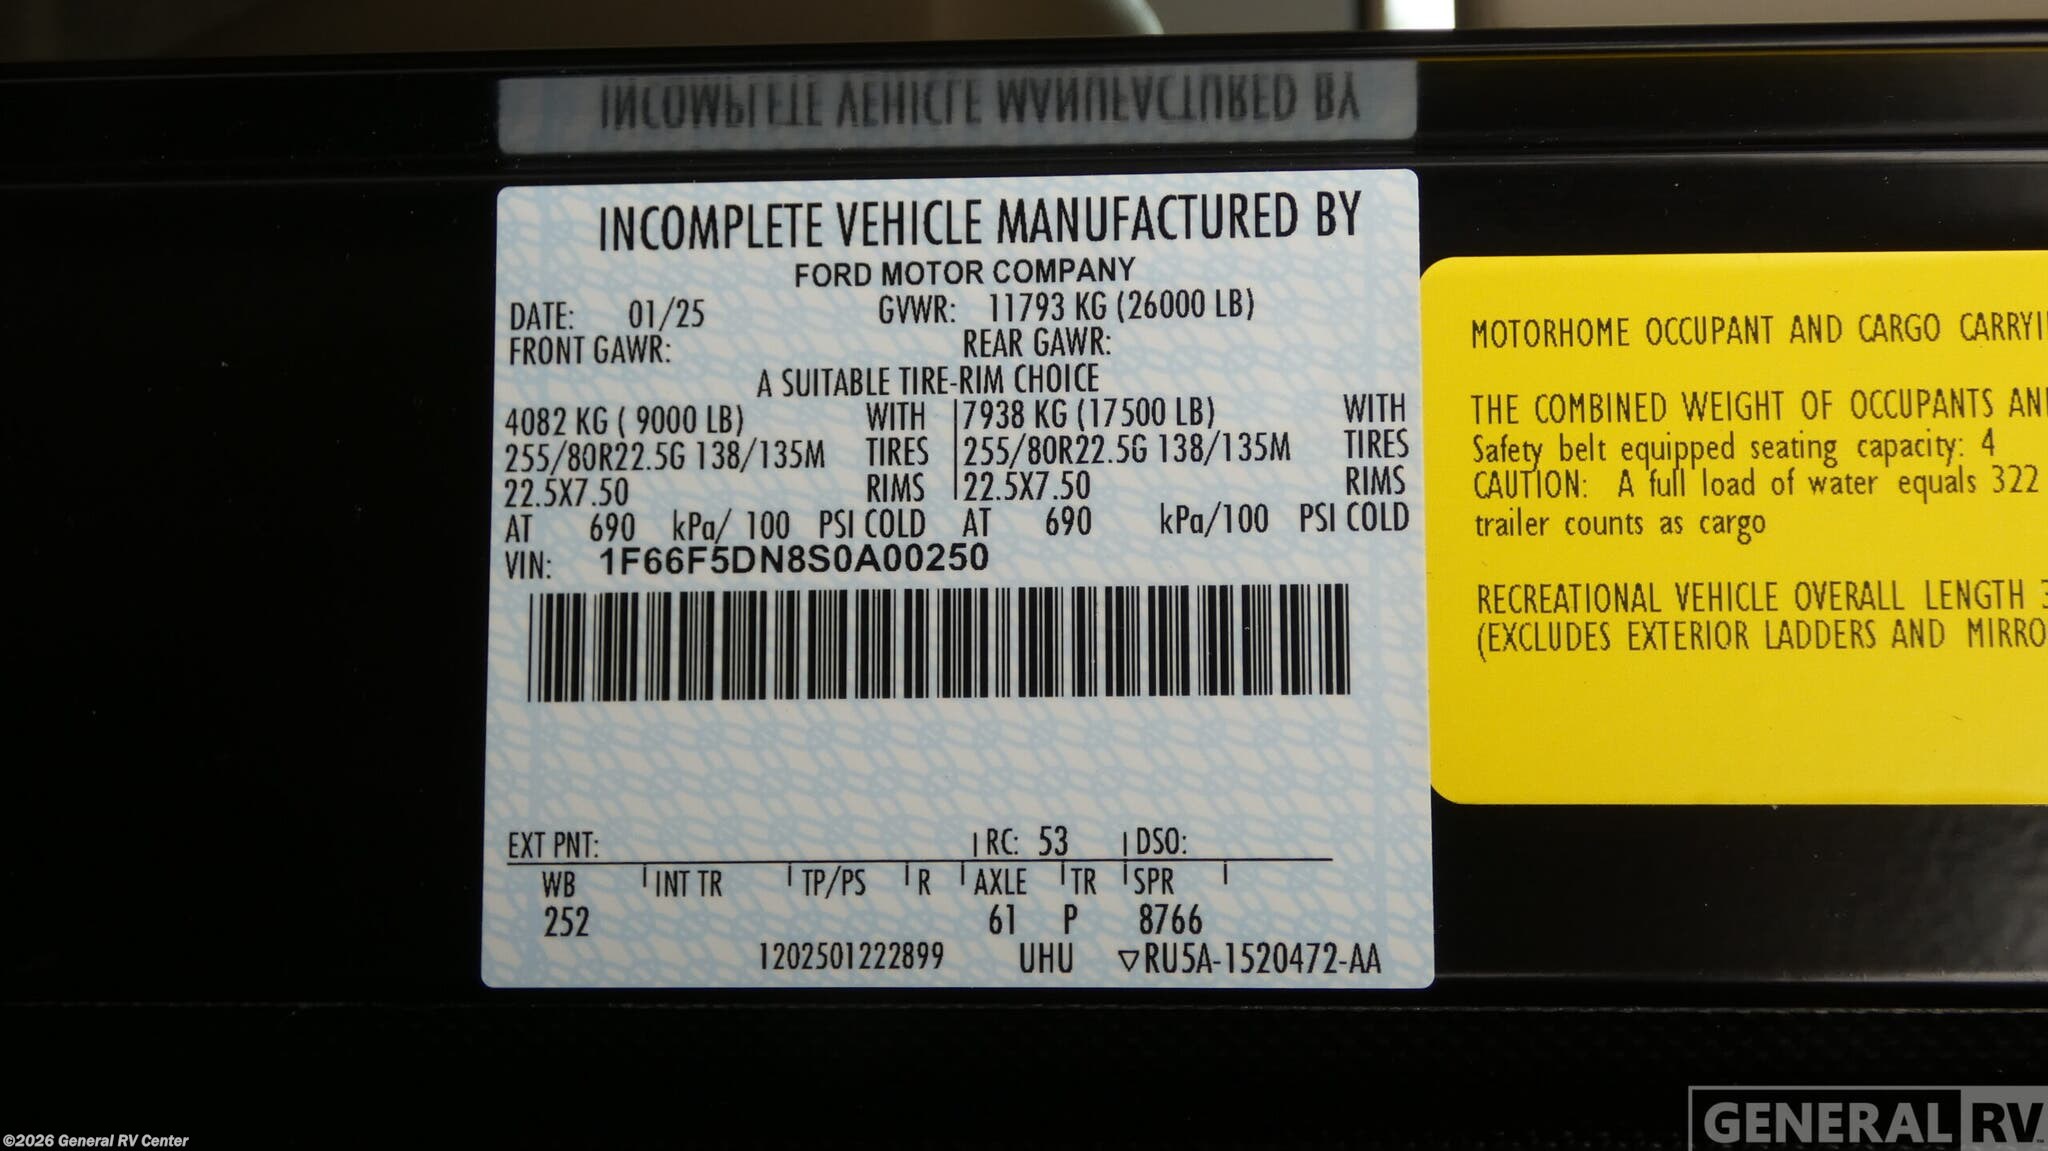 INCOMPLETE VEHICLE MANUFACTURED BY
INCOMPLETE VEHICLE MANUFACTURED BY
FORD MOTOR COMPANY
DATE: 01/25 GVWR: 11793 KG (26000 LB)
FRONT GAWR: REAR GAWR:
A SUITABLE TIRE-RIM CHOICE
4082 KG ( 9000 LB) WITH 7938 KG (17500 LB) WITH
255/80R22.5G 138/135M TIRES 255/80R22.5G 138/135M TIRES
22.5X7.50 RIMS 22.5X7.50 RIMS
AT 690 kPa/ 100 PSI COLD AT 690 kPa/100 PSI COLD
VIN: 1F66F5DN8S0A00250
EXT PNT: RC: 53 DSO:
WB INT TR TP/PS R AXLE TR SPR
252 61 P 8766
1202501222899 UHU ▽RU5A-1520472-AA
MOTORHOME OCCUPANT AND CARGO
THE COMBINED WEIGHT OF OCCUPANTS
Safety belt equipped seating capacity: 4
CAUTION: A full load of water equals 322
trailer counts as cargo
RECREATIONAL VEHICLE OVERALL LENGTH
(EXCLUDES EXTERIOR LADDERS AND
©2026 General RV Center
GENERAL RV